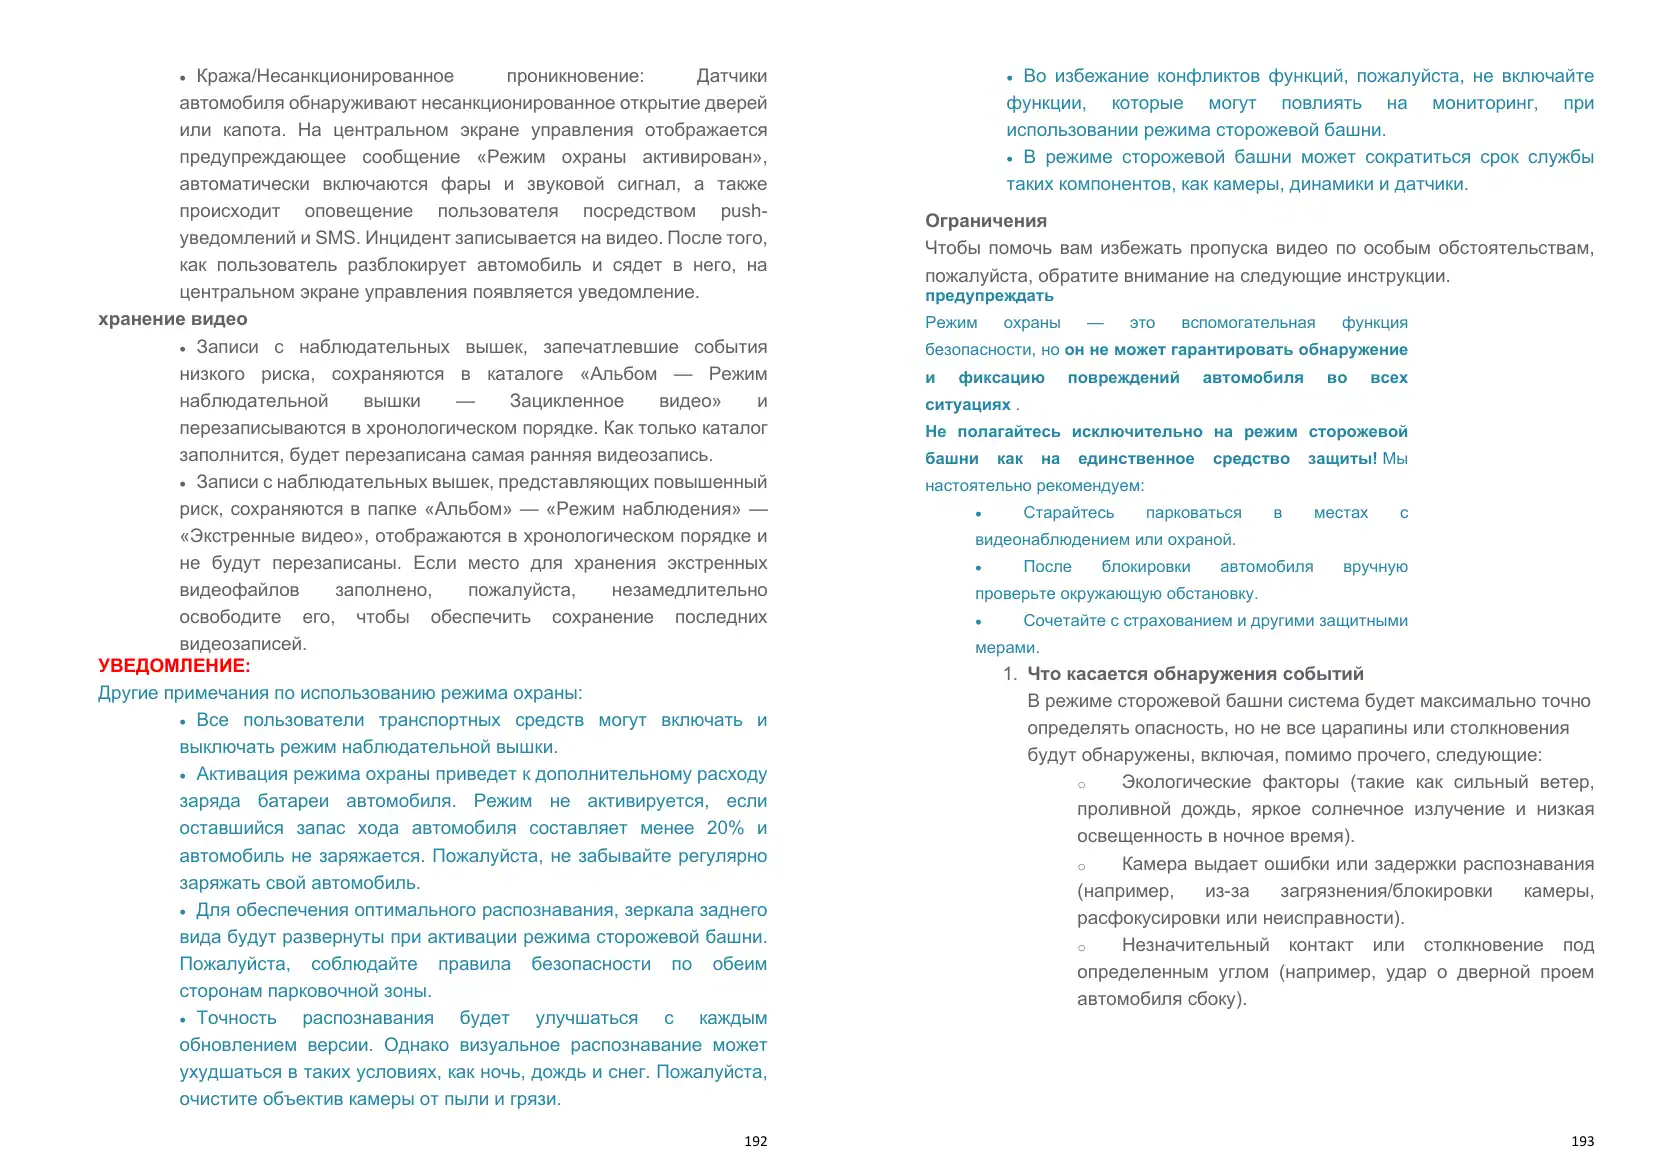 • Кража/Несанкционированное проникновение: Датчики
автомобиля обнаруживают несанкционированное открытие дверей
или капота. На центральном экране управления отображается
предупреждающее сообщение «Режим охраны активирован»,
автоматически включаются фары и звуковой сигнал, а также
происходит оповещение пользователя посредством push-
уведомлений и SMS. Инцидент записывается на видео. После того,
как пользователь разблокирует автомобиль и сядет в него, на
центральном экране управления появляется уведомление.
хранение видео
• Записи с наблюдательных вышек, запечатлевшие события
низкого риска, сохраняются в каталоге «Альбом — Режим
наблюдательной вышки — Зацикленное видео» и
перезаписываются в хронологическом порядке. Как только каталог
заполнится, будет перезаписана самая ранняя видеозапись.
• Записи с наблюдательных вышек, представляющих повышенный
риск, сохраняются в папке «Альбом» — «Режим наблюдения» —
«Экстренные видео», отображаются в хронологическом порядке и
не будут перезаписаны. Если место для хранения экстренных
видеофайлов заполнено, пожалуйста, незамедлительно
освободите его, чтобы обеспечить сохранение последних
видеозаписей.
УВЕДОМЛЕНИЕ:
Другие примечания по использованию режима охраны:
• Все пользователи транспортных средств могут включать и
выключать режим наблюдательной вышки.
• Активация режима охраны приведет к дополнительному расходу
заряда батареи автомобиля. Режим не активируется, если
оставшийся запас хода автомобиля составляет менее 20% и
автомобиль не заряжается. Пожалуйста, не забывайте регулярно
заряжать свой автомобиль.
• Для обеспечения оптимального распознавания, зеркала заднего
вида будут развернуты при активации режима сторожевой башни.
Пожалуйста, соблюдайте правила безопасности по обеим
сторонам парковочной зоны.
• Точность распознавания будет улучшаться с каждым
обновлением версии. Однако визуальное распознавание может
ухудшаться в таких условиях, как ночь, дождь и снег. Пожалуйста,
очистите объектив камеры от пыли и грязи.
192
• Во избежание конфликтов функций, пожалуйста, не включайте
функции, которые могут повлиять на мониторинг, при
использовании режима сторожевой башни.
• В режиме сторожевой башни может сократиться срок службы
таких компонентов, как камеры, динамики и датчики.
Ограничения
Чтобы помочь вам избежать пропуска видео по особым обстоятельствам,
пожалуйста, обратите внимание на следующие инструкции.
предупреждать
Режим охраны — это вспомогательная функция
безопасности, но он не может гарантировать обнаружение
и фиксацию повреждений автомобиля во всех
ситуациях .
Не полагайтесь исключительно на режим сторожевой
башни как на единственное средство защиты! Мы
настоятельно рекомендуем:
• Старайтесь парковаться в местах с
видеонаблюдением или охраной.
• После блокировки автомобиля вручную
проверьте окружающую обстановку.
• Сочетайте с страхованием и другими защитными
мерами.
1. Что касается обнаружения событий
В режиме сторожевой башни система будет максимально точно
определять опасность, но не все царапины или столкновения
будут обнаружены, включая, помимо прочего, следующие:
○ Экологические факторы (такие как сильный ветер,
проливной дождь, яркое солнечное излучение и низкая
освещенность в ночное время).
○ Камера выдает ошибки или задержки распознавания
(например, из-за загрязнения/блокировки камеры,
расфокусировки или неисправности).
○ Незначительный контакт или столкновение под
определенным углом (например, удар о дверной проем
автомобиля сбоку).
193